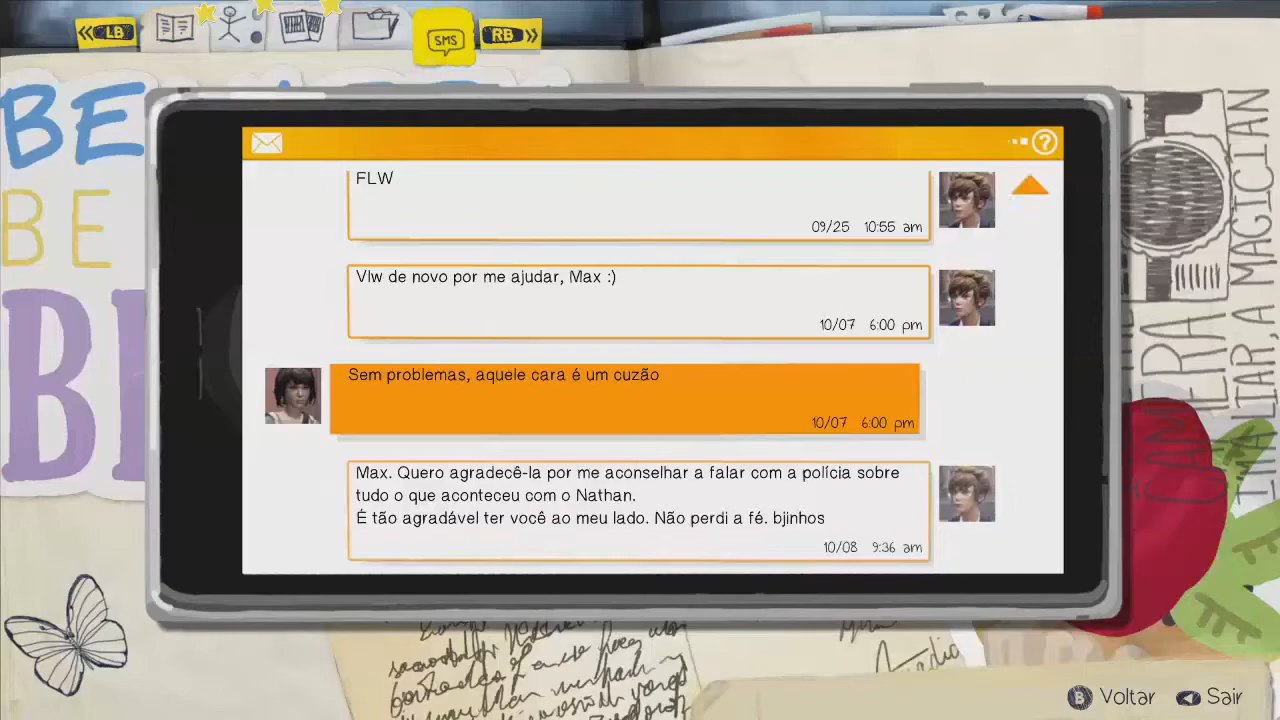 LB
SMS
RB
FLW
09/25 10:55 am
Vlw de novo por me ajudar, Max :)
10/07 6:00 pm
Sem problemas, aquele cara é um cuzão
10/07 6:00 pm
Max. Quero agradecê-la por me aconselhar a falar com a polícia sobre
tudo o que aconteceu com o Nathan.
É tão agradável ter você ao meu lado. Não perdi a fé. bjinhos
10/08 9:36 am
?
BE
BE
CAMERA
A MAGICIAN
B Voltar
Sair